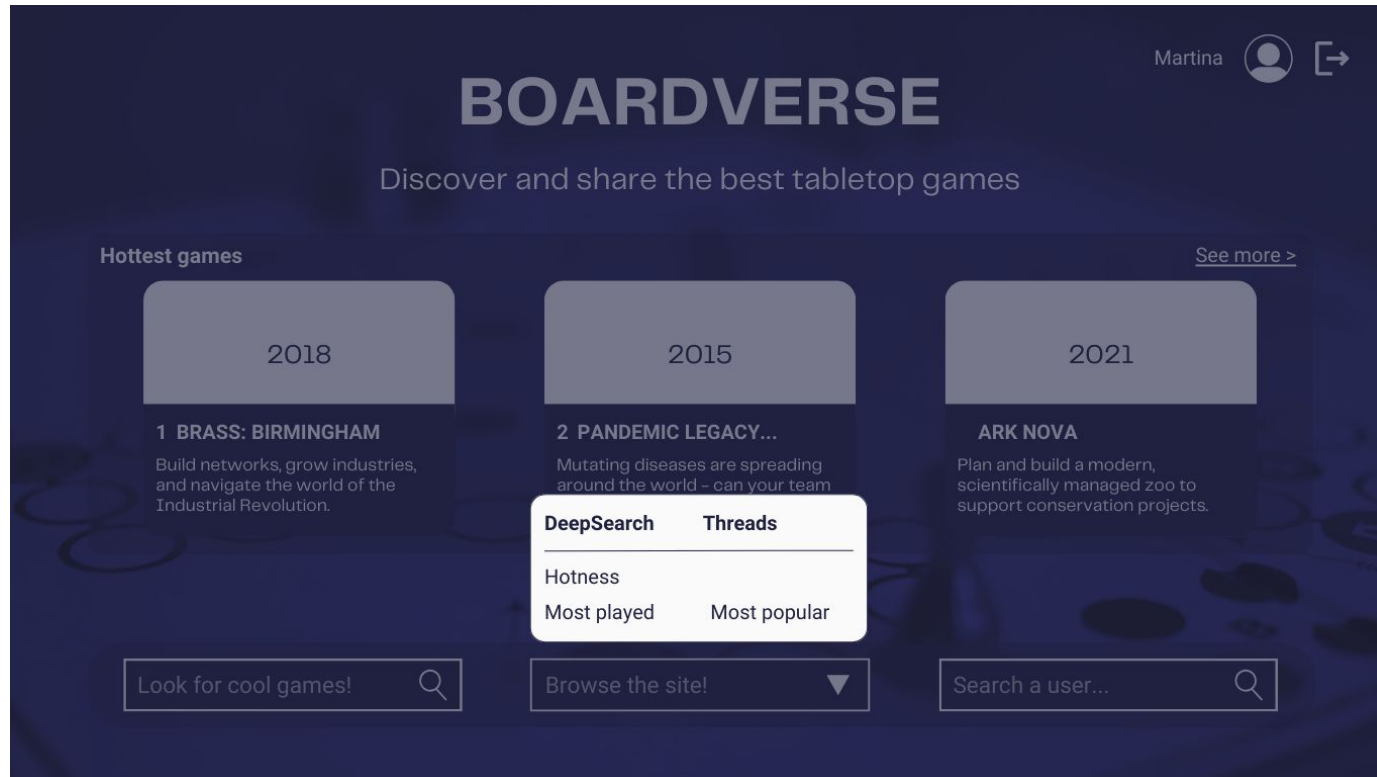 Martina
BOARDVERSE
Discover and share the best tabletop games
Hottest games
See more >
2018
1 BRASS: BIRMINGHAM
Build networks, grow industries,
and navigate the world of the
Industrial Revolution.
2015
2 PANDEMIC LEGACY...
Mutating diseases are spreading
around the world - can your team
2021
ARK NOVA
Plan and build a modern,
scientifically managed zoo to
support conservation projects.
DeepSearch Threads
Hotness
Most played Most popular
Look for cool games!
Browse the site!
Search a user...